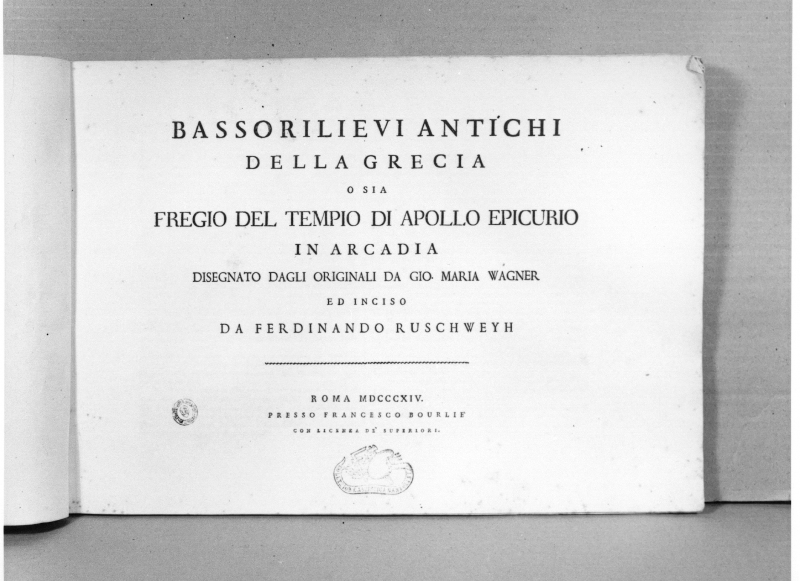 BASSORILIEVI ANTICHI
DELLA GRECIA
O SIA
FREGIO DEL TEMPIO DI APOLLO EPICURIO
IN ARCADIA
DISEGNATO DAGLI ORIGINALI DA GIO. MARIA WAGNER
ED INCISO
DA FERDINANDO RUSCHWEYH
ROMA MDCCCXIV.
PRESSO FRANCESCO BOURLIE'
CON LICENZA DE' SUPERIORI.